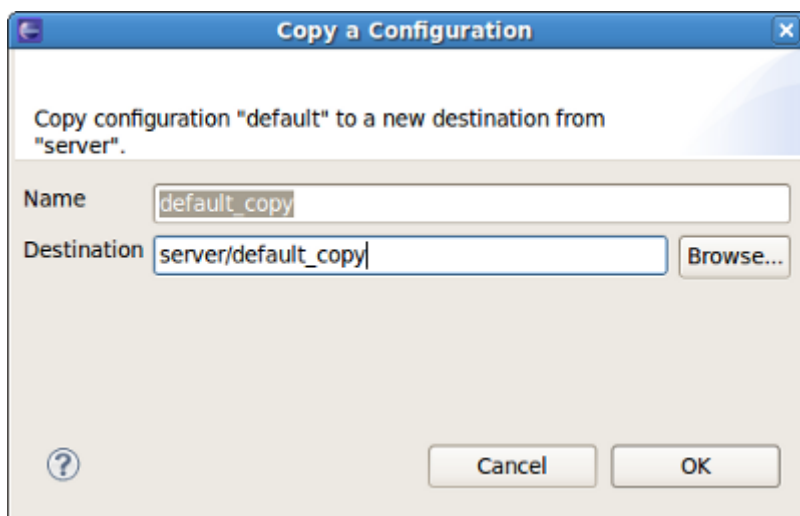 Copy a Configuration
Copy configuration "default" to a new destination from
"server".
Name default_copy
Destination server/default_copy Browse...
? Cancel OK